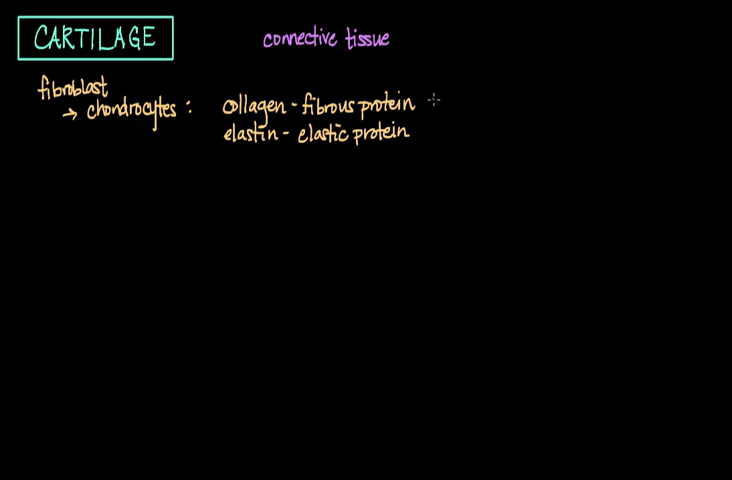 CARTILAGE
connective tissue
fibroblast
→ chondrocytes :
collagen - fibrous protein
elastin - elastic protein